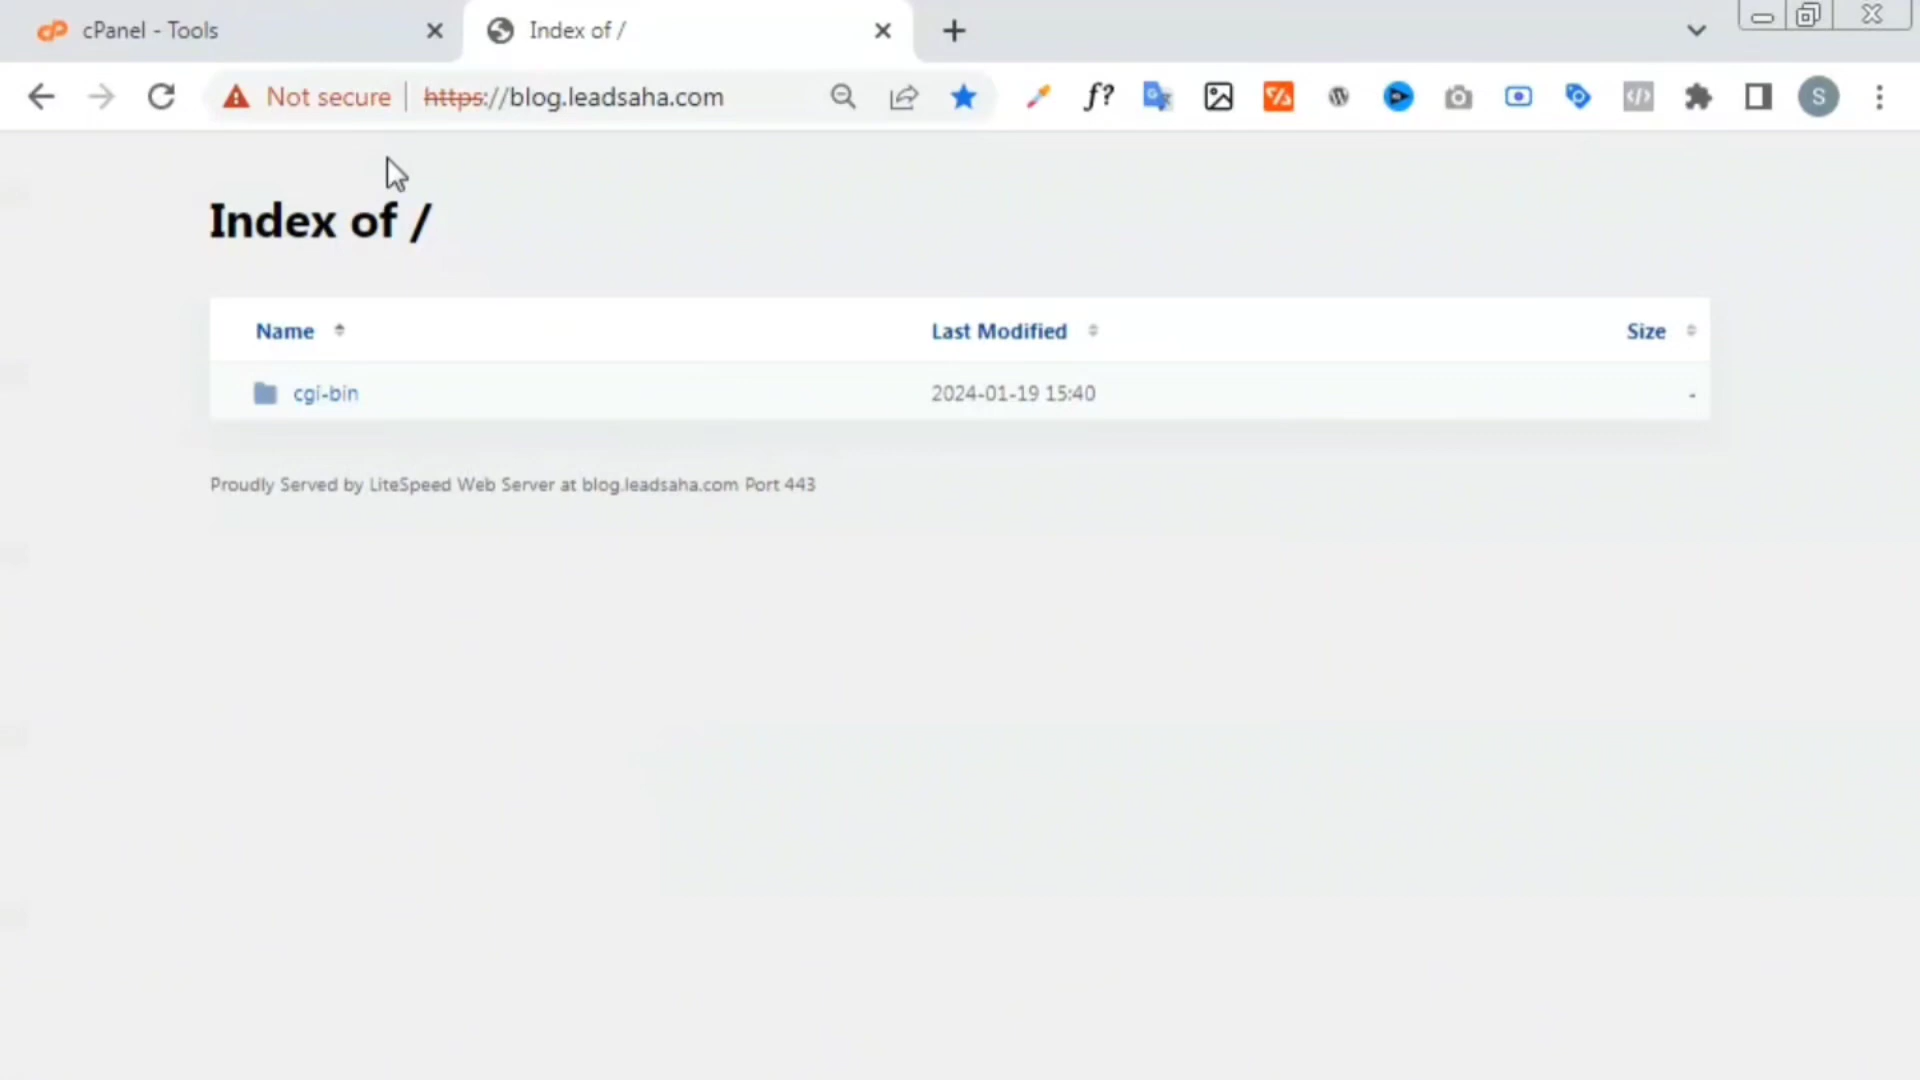 cPanel - Tools
Index of /
Not secure
https://blog.leadsaha.com
f?
S
Index of /
Name Last Modified Size
cgi-bin 2024-01-19 15:40 -
Proudly Served by LiteSpeed Web Server at blog.leadsaha.com Port 443